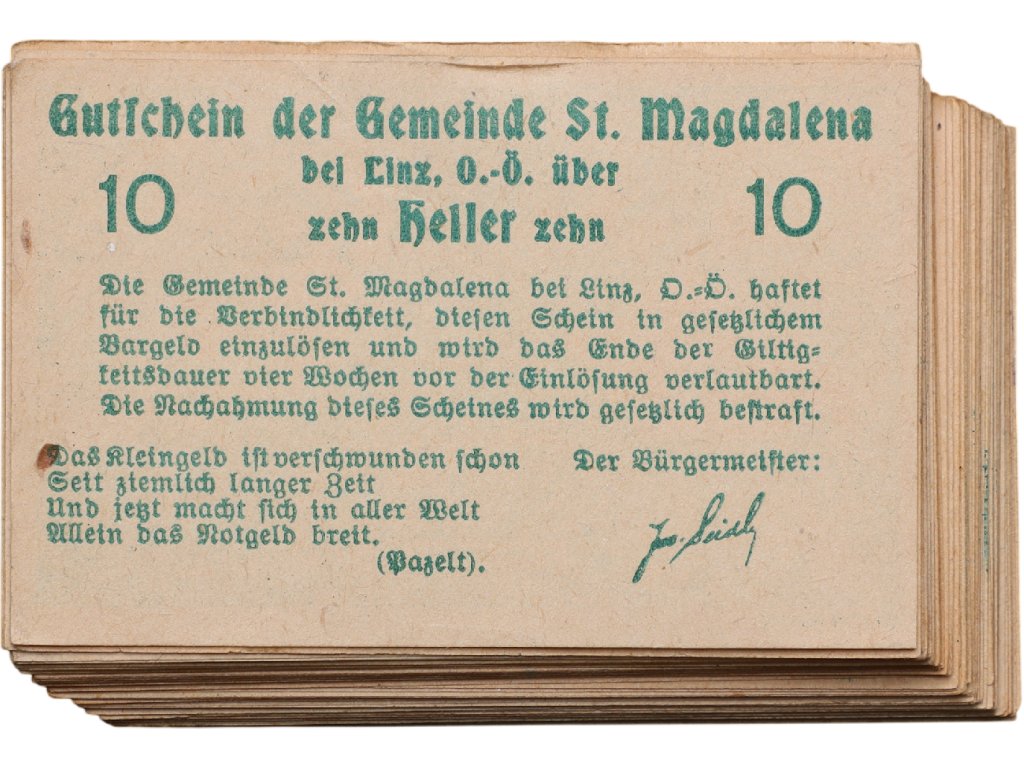 Gutschein der Gemeinde St. Magdalena
bei Linz, O.-Ö. über
10 zehn Heller zehn 10
Die Gemeinde St. Magdalena bei Linz, O.-Ö. haftet
für die Verbindlichkeit, diesen Schein in gesetzlichem
Bargeld einzulösen und wird das Ende der Giltig-
keitsdauer vier Wochen vor der Einlösung verlautbart.
Die Nachahmung dieses Scheines wird gesetzlich bestraft.
Das Kleingeld ist verschwunden schon
Seit ziemlich langer Zeit
Und jetzt macht sich in aller Welt
Allein das Notgeld breit.
(Pazelt).
Der Bürgermeister:
Jos. Seidl